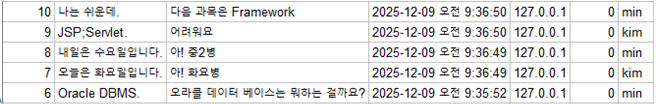 10 나는 쉬운데. 다음 과목은 Framework 2025-12-09 오전 9:36:50 127.0.0.1 0 min
9 JSP;Servlet. 어려워요 2025-12-09 오전 9:36:50 127.0.0.1 0 kim
8 내일은 수요일입니다. 아! 중2병 2025-12-09 오전 9:36:49 127.0.0.1 0 min
7 오늘은 화요일입니다. 아! 화요병 2025-12-09 오전 9:36:49 127.0.0.1 0 kim
6 Oracle DBMS. 오라클 데이터 베이스는 뭐하는 걸까요? 2025-12-09 오전 9:35:52 127.0.0.1 0 min